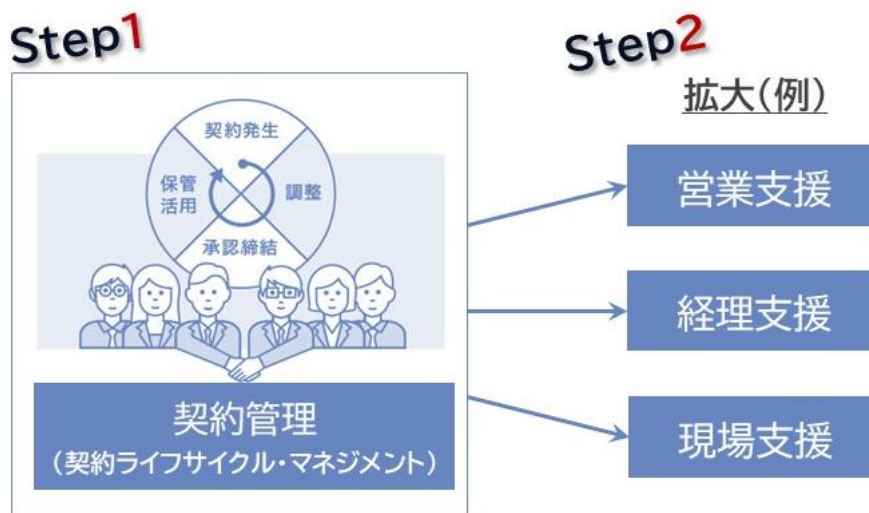 Step1
契約発生
調整
承認締結
保管
活用
契約管理
（契約ライフサイクル・マネジメント）
Step2
拡大（例）
営業支援
経理支援
現場支援